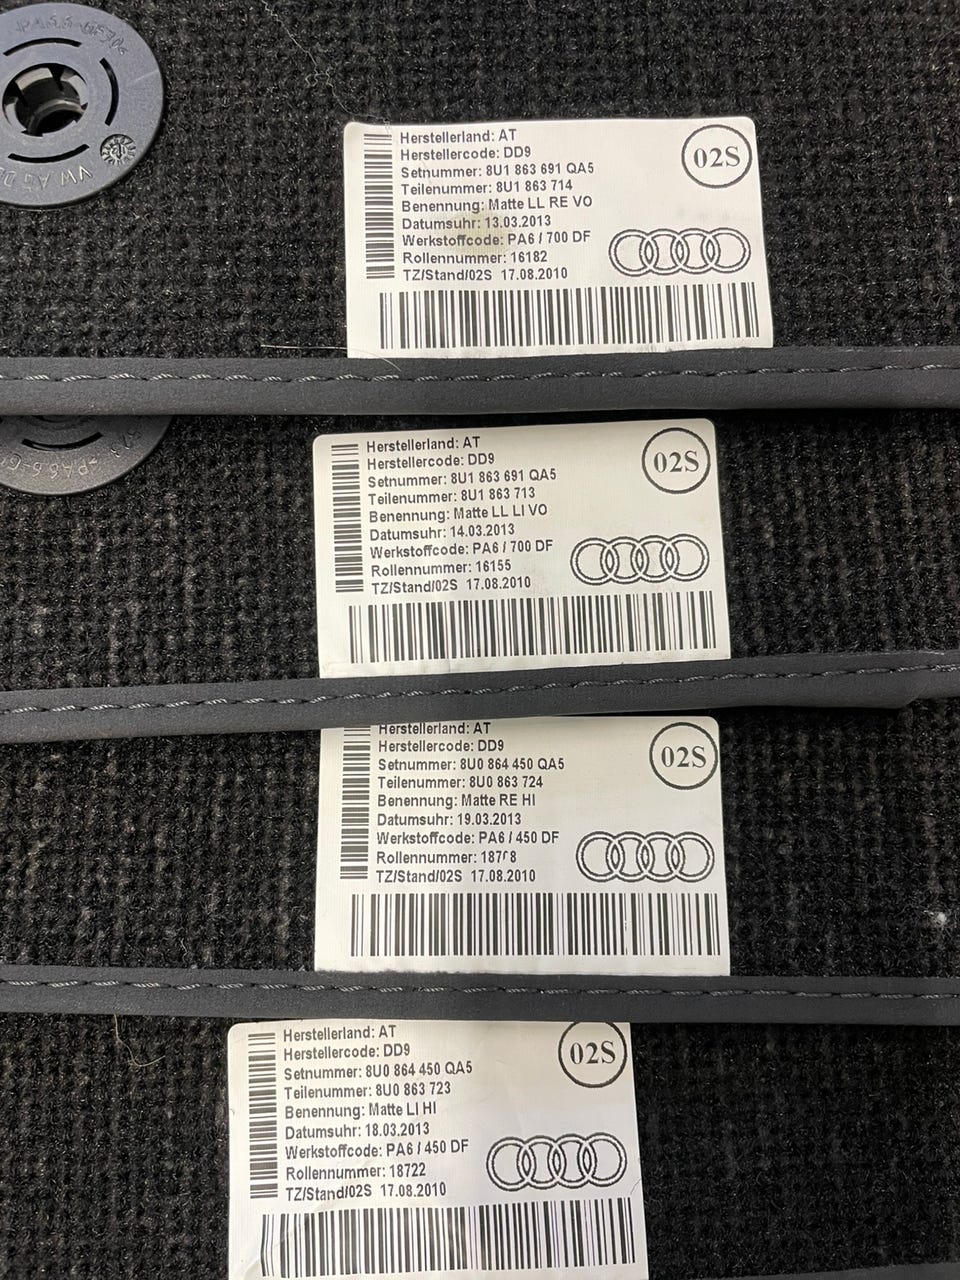 Herstellerland: AT
Herstellercode: DD9
Setnummer: 8U1 863 691 QA5
Teilenummer: 8U1 863 714
Benennung: Matte LL RE VO
Datumsuhr: 13.03.2013
Werkstoffcode: PA6 / 700 DF
Rollennummer: 16182
TZ/Stand/02S 17.08.2010
02S
Herstellerland: AT
Herstellercode: DD9
Setnummer: 8U1 863 691 QA5
Teilenummer: 8U1 863 713
Benennung: Matte LL LI VO
Datumsuhr: 14.03.2013
Werkstoffcode: PA6 / 700 DF
Rollennummer: 16155
TZ/Stand/02S 17.08.2010
02S
Herstellerland: AT
Herstellercode: DD9
Setnummer: 8U0 864 450 QA5
Teilenummer: 8U0 863 724
Benennung: Matte RE HI
Datumsuhr: 19.03.2013
Werkstoffcode: PA6 / 450 DF
Rollennummer:
TZ/Stand/02S 17.08.2010
02S
Herstellerland: AT
Herstellercode: DD9
Setnummer: 8U0 864 450 QA5
Teilenummer: 8U0 863 723
Benennung: Matte LI HI
Datumsuhr: 18.03.2013
Werkstoffcode: PA6 / 450 DF
Rollennummer: 18722
TZ/Stand/02S 17.08.2010
02S